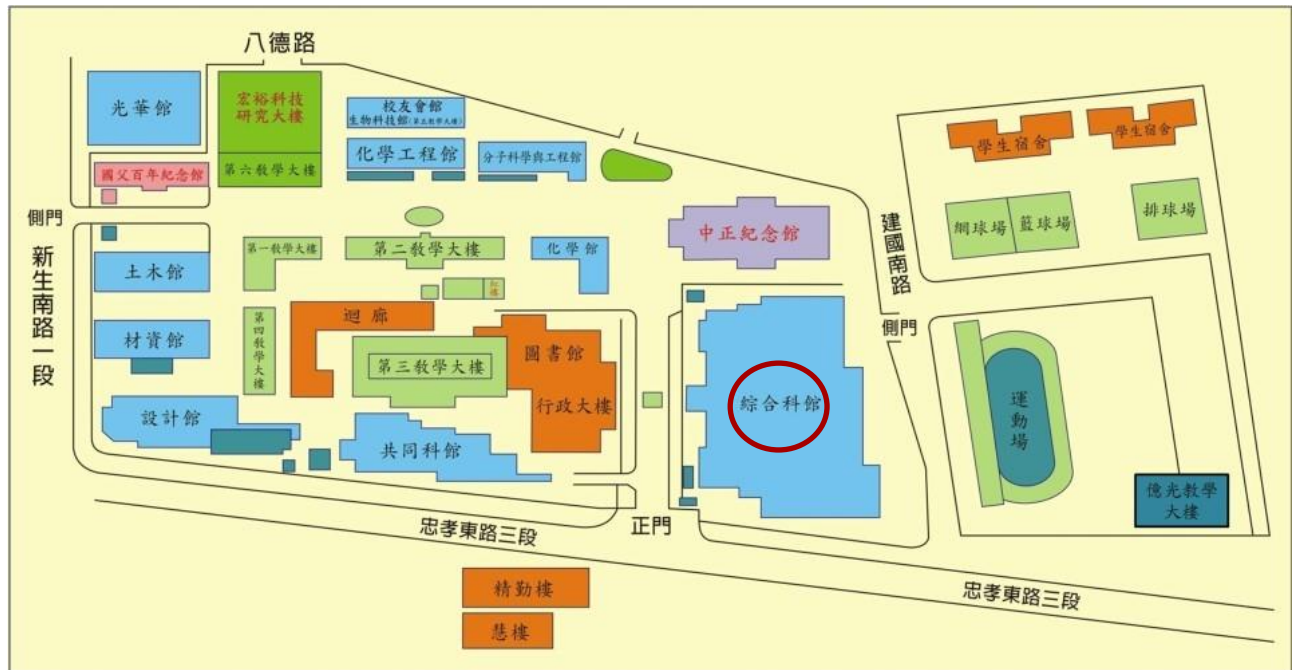 八德路
光華館
宏裕科技
研究大樓
校友會館
生物科技館(第五教學大樓)
化學工程館
分子科學與工程館
國父百年紀念館
第六教學大樓
學生宿舍
學生宿舍
網球場
籃球場
排球場
側門
新生南路一段
土木館
第一教學大樓
第二教學大樓
化學館
紅樓
中正紀念館
建國南路
側門
材資館
第四教學大樓
迴廊
第三教學大樓
圖書館
行政大樓
綜合科館
運動場
設計館
共同科館
億光教學
大樓
忠孝東路三段
正門
忠孝東路三段
精勤樓
慧樓